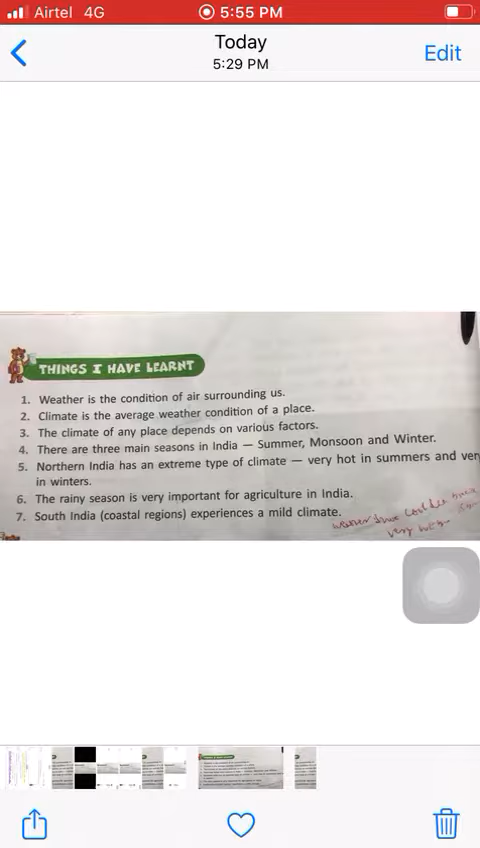 Airtel 4G 5:55 PM
Today
5:29 PM
Edit
THINGS I HAVE LEARNT
1. Weather is the condition of air surrounding us.
2. Climate is the average weather condition of a place.
3. The climate of any place depends on various factors.
4. There are three main seasons in India — Summer, Monsoon and Winter.
5. Northern India has an extreme type of climate — very hot in summers and very
in winters.
6. The rainy season is very important for agriculture in India.
7. South India (coastal regions) experiences a mild climate.
very